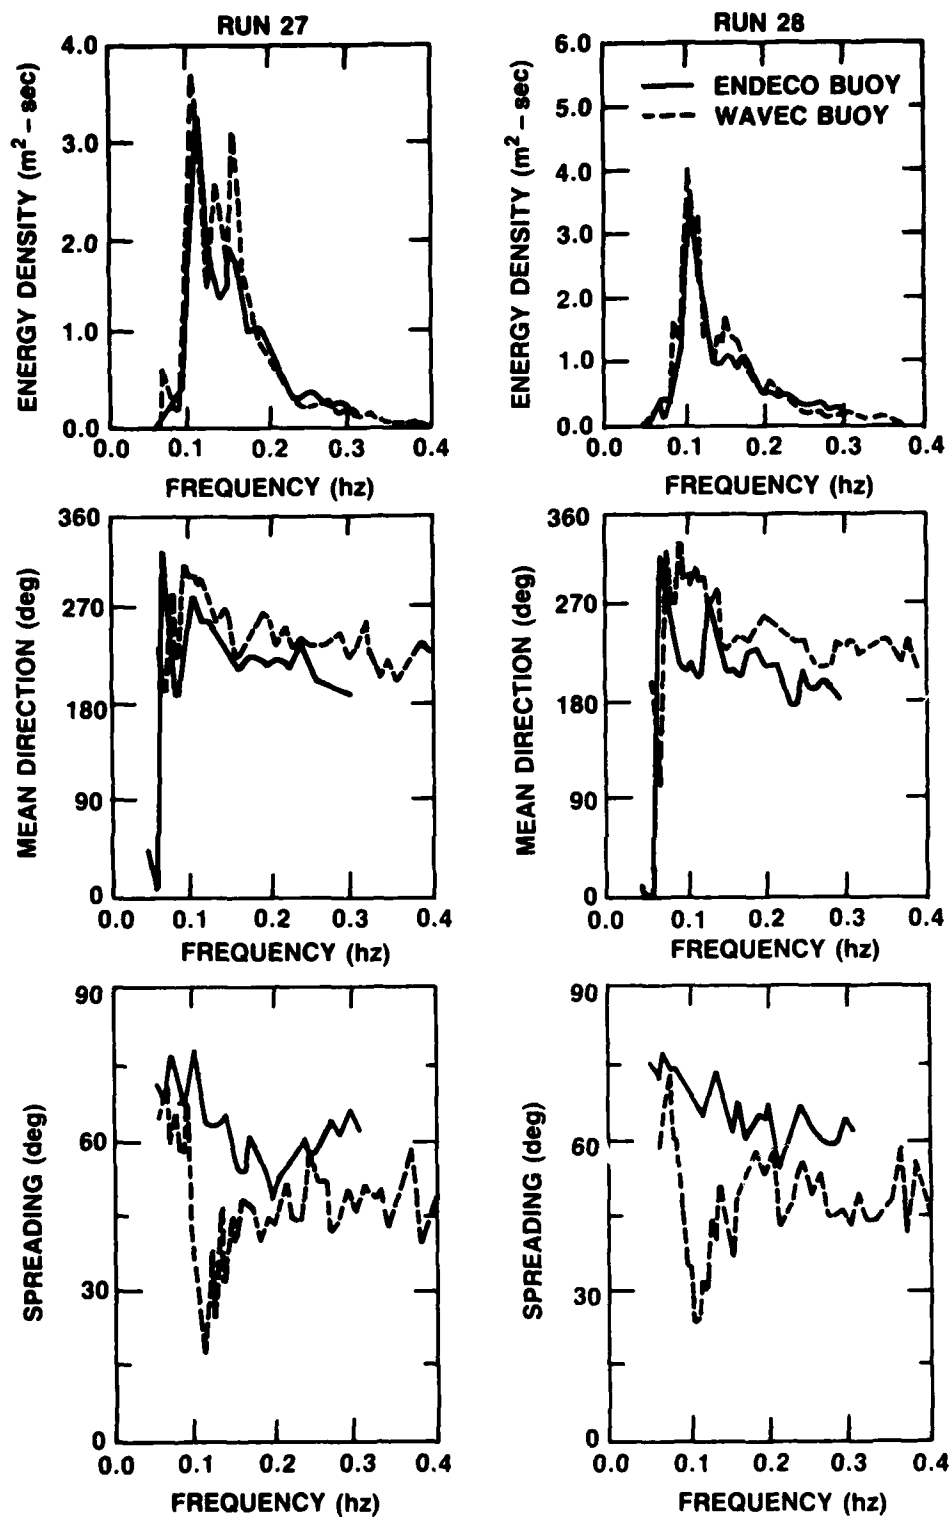 RUN 27
4.0
3.0
2.0
1.0
0.0
0.0 0.1 0.2 0.3 0.4
ENERGY DENSITY (m² – sec)
FREQUENCY (hz)
RUN 28
6.0
5.0
4.0
3.0
2.0
1.0
0.0
0.0 0.1 0.2 0.3 0.4
ENERGY DENSITY (m² – sec)
FREQUENCY (hz)
ENDECO BUOY
WAVEC BUOY
360
270
180
90
0
0.0 0.1 0.2 0.3 0.4
MEAN DIRECTION (deg)
FREQUENCY (hz)
360
270
180
90
0
0.0 0.1 0.2 0.3 0.4
MEAN DIRECTION (deg)
FREQUENCY (hz)
90
60
30
0
0.0 0.1 0.2 0.3 0.4
SPREADING (deg)
FREQUENCY (hz)
90
60
30
0
0.0 0.1 0.2 0.3 0.4
SPREADING (deg)
FREQUENCY (hz)